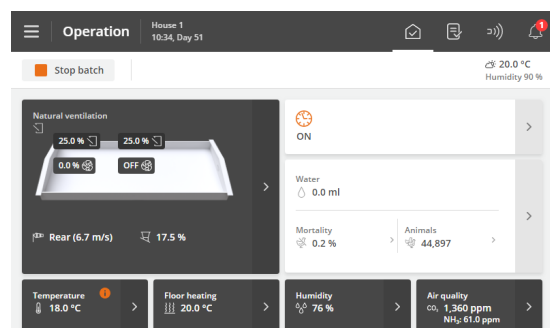 Operation
House 1
10:34, Day 51
1
Stop batch
20.0 °C
Humidity 90 %
Natural ventilation
25.0 % 25.0 %
0.0 % OFF
Rear (6.7 m/s) 17.5 %
ON
Water
0.0 ml
Mortality
0.2 %
Animals
44,897
Temperature
18.0 °C
Floor heating
20.0 °C
Humidity
76 %
Air quality
CO₂ 1,360 ppm
NH₃: 61.0 ppm